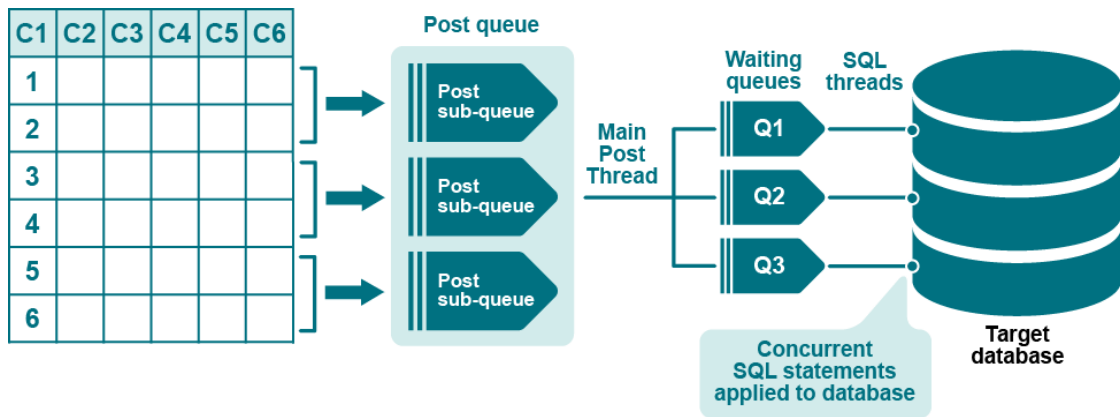 C1 C2 C3 C4 C5 C6
1
2
3
4
5
6
Post queue
Post
sub-queue
Post
sub-queue
Post
sub-queue
Main
Post
Thread
Waiting
queues
Q1
Q2
Q3
SQL
threads
Concurrent
SQL statements
applied to database
Target
database